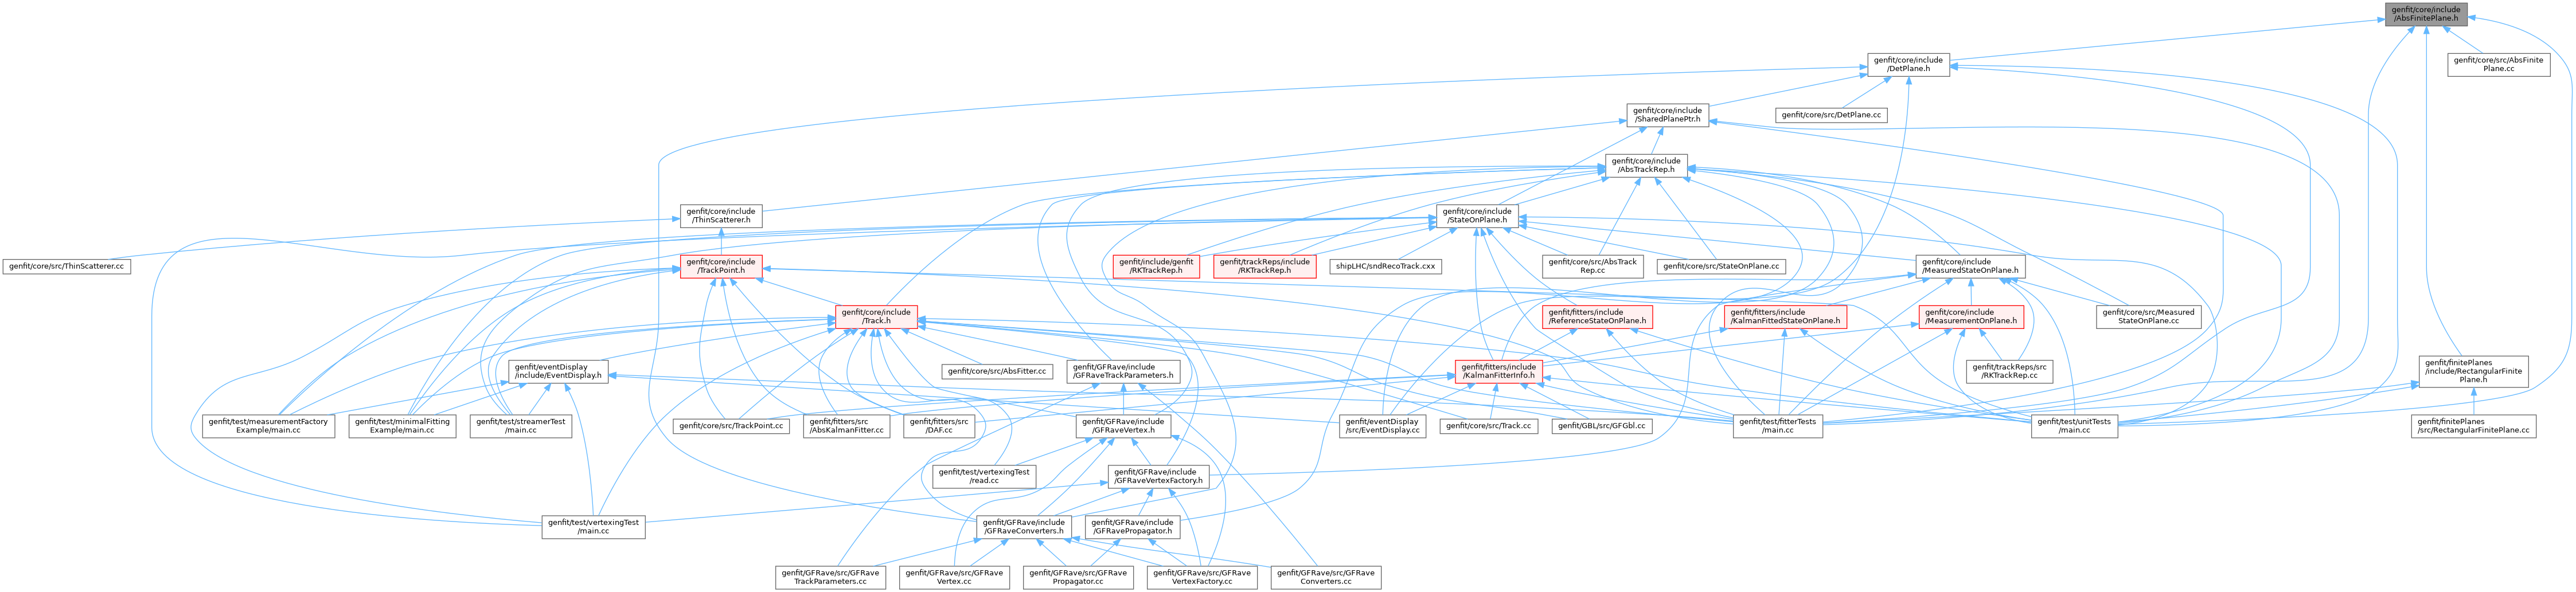 genfit/core/include
/AbsFinitePlane.h
genfit/core/include
/DetPlane.h
genfit/core/src/AbsFinite
Plane.cc
genfit/core/include
/SharedPlanePtr.h
genfit/core/src/DetPlane.cc
genfit/core/include
/AbsTrackRep.h
genfit/core/include
/ThinScatterer.h
genfit/core/include
/StateOnPlane.h
genfit/core/src/ThinScatterer.cc
genfit/core/include
/TrackPoint.h
genfit/include/genfit
/RKTrackRep.h
genfit/trackReps/include
/RKTrackRep.h
shipLHC/sndRecoTrack.cxx
genfit/core/src/AbsTrack
Rep.cc
genfit/core/src/StateOnPlane.cc
genfit/core/include
/MeasuredStateOnPlane.h
genfit/core/include
/Track.h
genfit/fitters/include
/ReferenceStateOnPlane.h
genfit/fitters/include
/KalmanFittedStateOnPlane.h
genfit/core/include
/MeasurementOnPlane.h
genfit/core/src/Measured
StateOnPlane.cc
genfit/eventDisplay
/include/EventDisplay.h
genfit/core/src/AbsFitter.cc
genfit/GFRave/include
/GFRaveTrackParameters.h
genfit/fitters/include
/KalmanFitterInfo.h
genfit/trackReps/src
/RKTrackRep.cc
genfit/finitePlanes
/include/RectangularFinite
Plane.h
genfit/test/measurementFactory
Example/main.cc
genfit/test/minimalFitting
Example/main.cc
genfit/test/streamerTest
/main.cc
genfit/core/src/TrackPoint.cc
genfit/fitters/src
/AbsKalmanFitter.cc
genfit/fitters/src
/DAF.cc
genfit/GFRave/include
/GFRaveVertex.h
genfit/eventDisplay
/src/EventDisplay.cc
genfit/core/src/Track.cc
genfit/GBL/src/GFGbl.cc
genfit/test/fitterTests
/main.cc
genfit/test/unitTests
/main.cc
genfit/finitePlanes
/src/RectangularFinitePlane.cc
genfit/test/vertexingTest
/read.cc
genfit/GFRave/include
/GFRaveVertexFactory.h
genfit/test/vertexingTest
/main.cc
genfit/GFRave/include
/GFRaveConverters.h
genfit/GFRave/include
/GFRavePropagator.h
genfit/GFRave/src/GFRave
TrackParameters.cc
genfit/GFRave/src/GFRave
Vertex.cc
genfit/GFRave/src/GFRave
Propagator.cc
genfit/GFRave/src/GFRave
VertexFactory.cc
genfit/GFRave/src/GFRave
Converters.cc